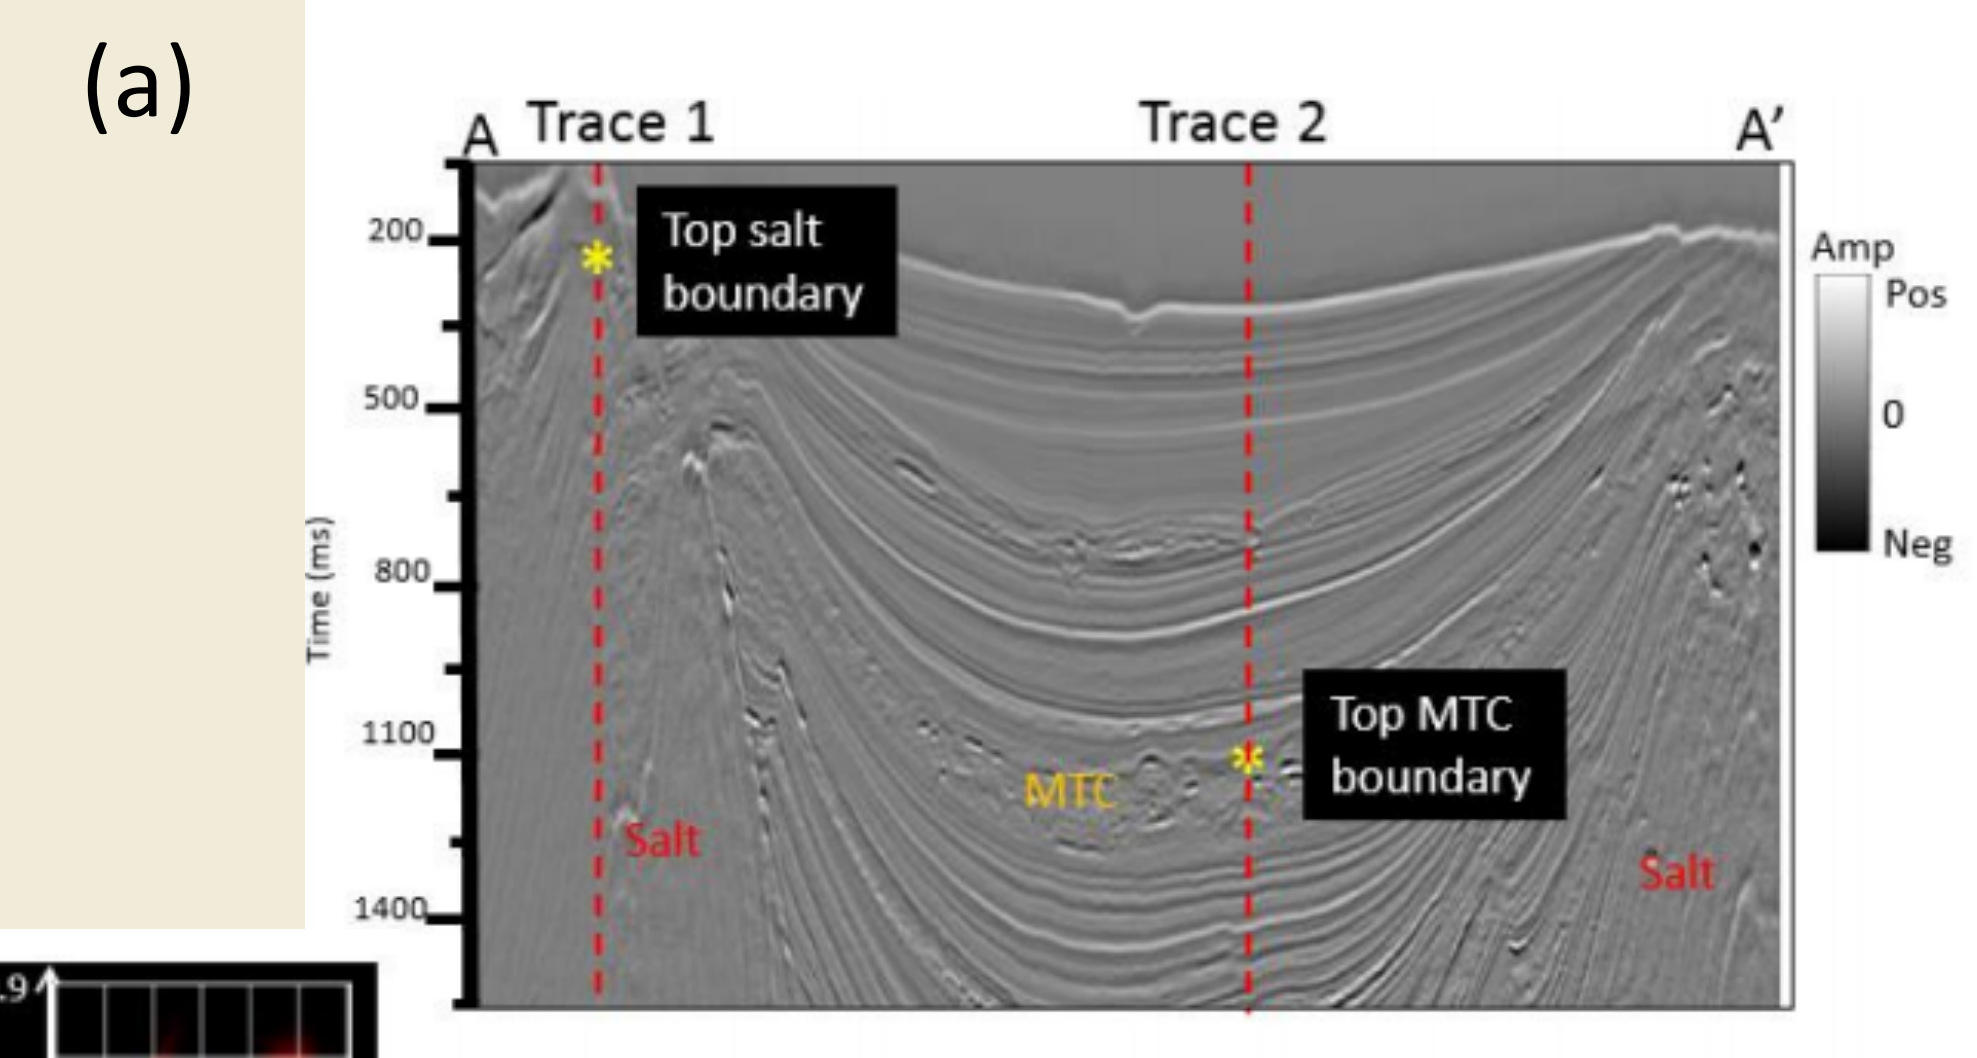 (a)
A Trace 1 Trace 2 A’
Top salt
boundary
200
500
800
1100
1400
Time (ms)
Amp
Pos
0
Neg
Top MTC
boundary
MTC
Salt
Salt
.9